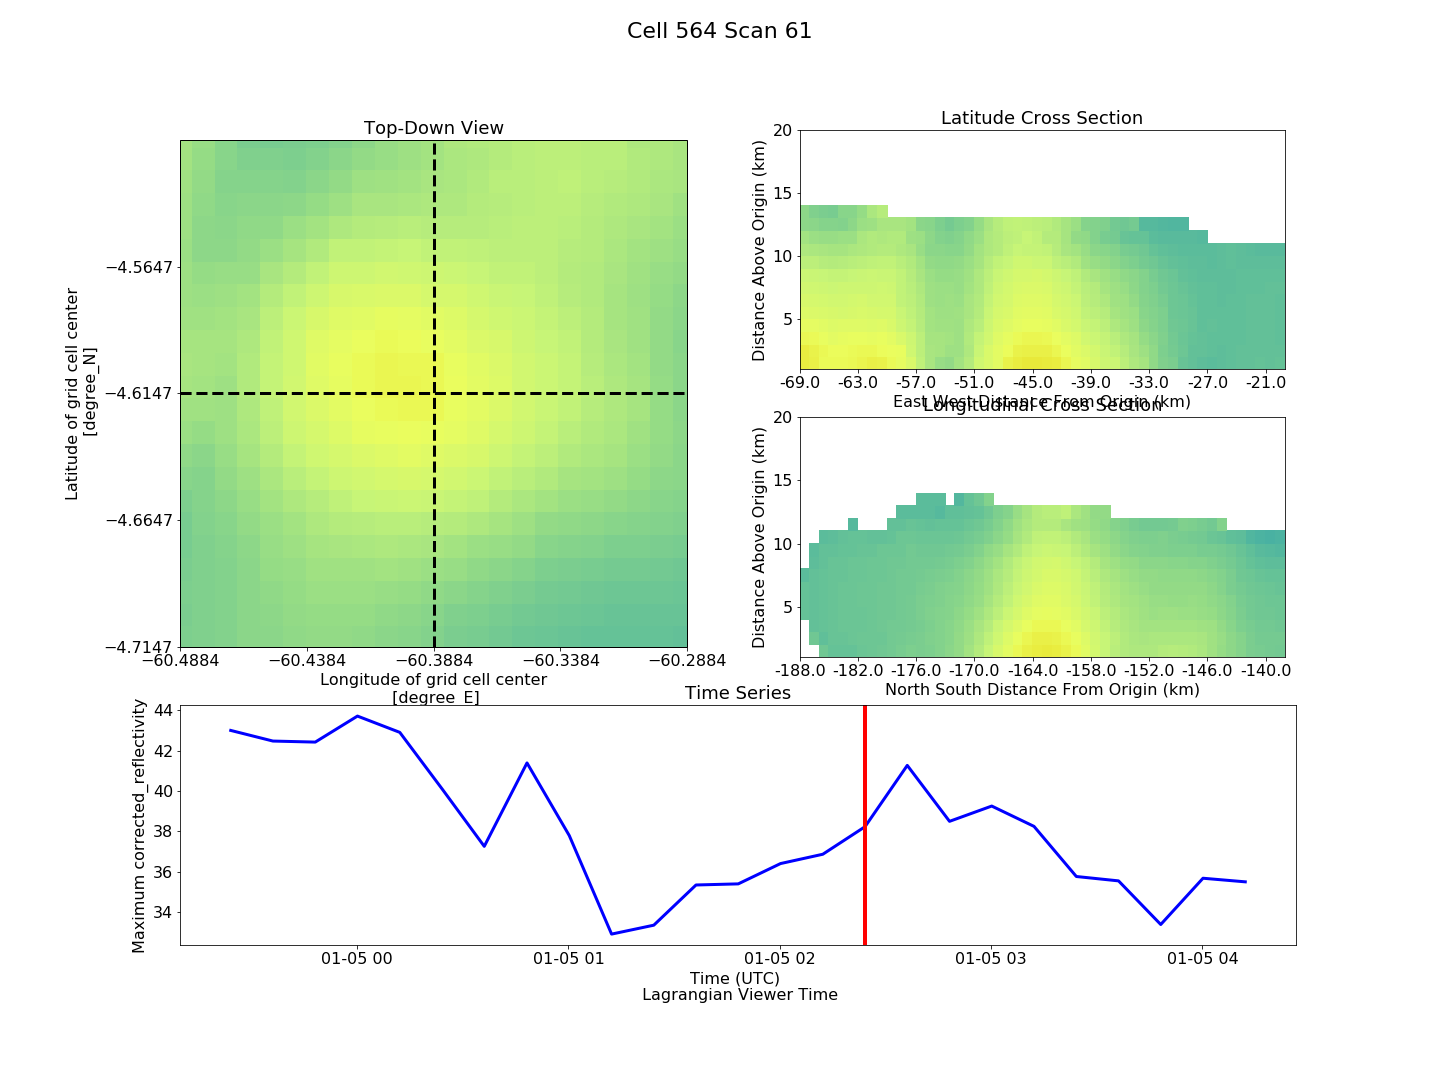 Cell 564 Scan 61
Top-Down View
Latitude of grid cell center
[degree_N]
−4.5647
−4.6147
−4.6647
−4.7147
−60.4884 −60.4384 −60.3884 −60.3384 −60.2884
Longitude of grid cell center
[degree_E]
Latitude Cross Section
Distance Above Origin (km)
20
15
10
5
-69.0 -63.0 -57.0 -51.0 -45.0 -39.0 -33.0 -27.0 -21.0
East West Distance From Origin (km)
Longitudinal Cross Section
Distance Above Origin (km)
20
15
10
5
-188.0 -182.0 -176.0 -170.0 -164.0 -158.0 -152.0 -146.0 -140.0
North South Distance From Origin (km)
Time Series
Maximum corrected_reflectivity
44
42
40
38
36
34
01-05 00 01-05 01 01-05 02 01-05 03 01-05 04
Time (UTC)
Lagrangian Viewer Time